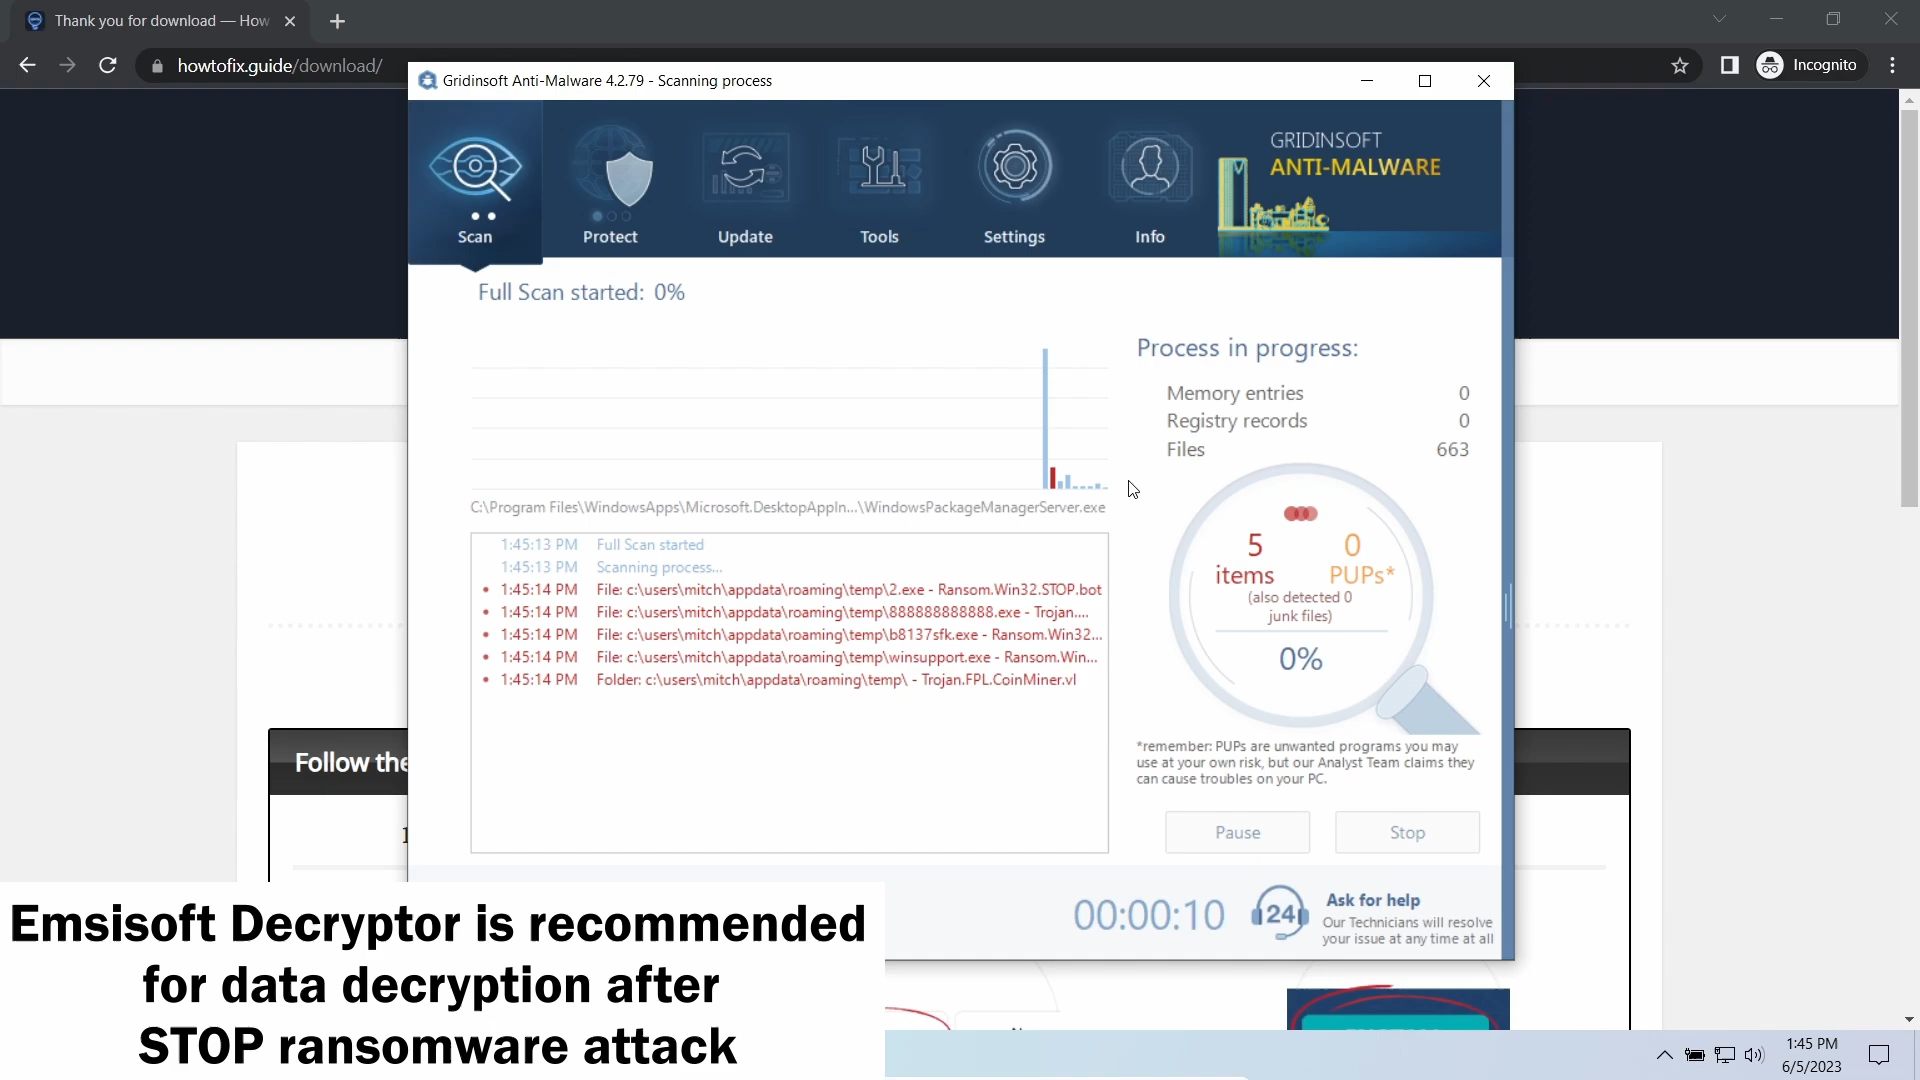 Thank you for download — How
howtofix.guide/download/
Incognito
Gridinsoft Anti-Malware 4.2.79 - Scanning process
Scan
Protect
Update
Tools
Settings
Info
GRIDINSOFT
ANTI-MALWARE
Full Scan started: 0%
Process in progress:
Memory entries 0
Registry records 0
Files 663
C:\Program Files\WindowsApps\Microsoft.DesktopAppIn...\WindowsPackageManagerServer.exe
1:45:13 PM Full Scan started
1:45:13 PM Scanning process...
• 1:45:14 PM File: c:\users\mitch\appdata\roaming\temp\2.exe - Ransom.Win32.STOP.bot
• 1:45:14 PM File: c:\users\mitch\appdata\roaming\temp\888888888888.exe - Trojan....
• 1:45:14 PM File: c:\users\mitch\appdata\roaming\temp\b8137sfk.exe - Ransom.Win32...
• 1:45:14 PM File: c:\users\mitch\appdata\roaming\temp\winsupport.exe - Ransom.Win...
• 1:45:14 PM Folder: c:\users\mitch\appdata\roaming\temp\ - Trojan.FPL.CoinMiner.vl
5 0
items PUPs*
(also detected 0
junk files)
0%
*remember: PUPs are unwanted programs you may
use at your own risk, but our Analyst Team claims they
can cause troubles on your PC.
Pause
Stop
00:00:10
24
Ask for help
Our Technicians will resolve
your issue at any time at all
Follow the
1
Emsisoft Decryptor is recommended
for data decryption after
STOP ransomware attack
1:45 PM
6/5/2023